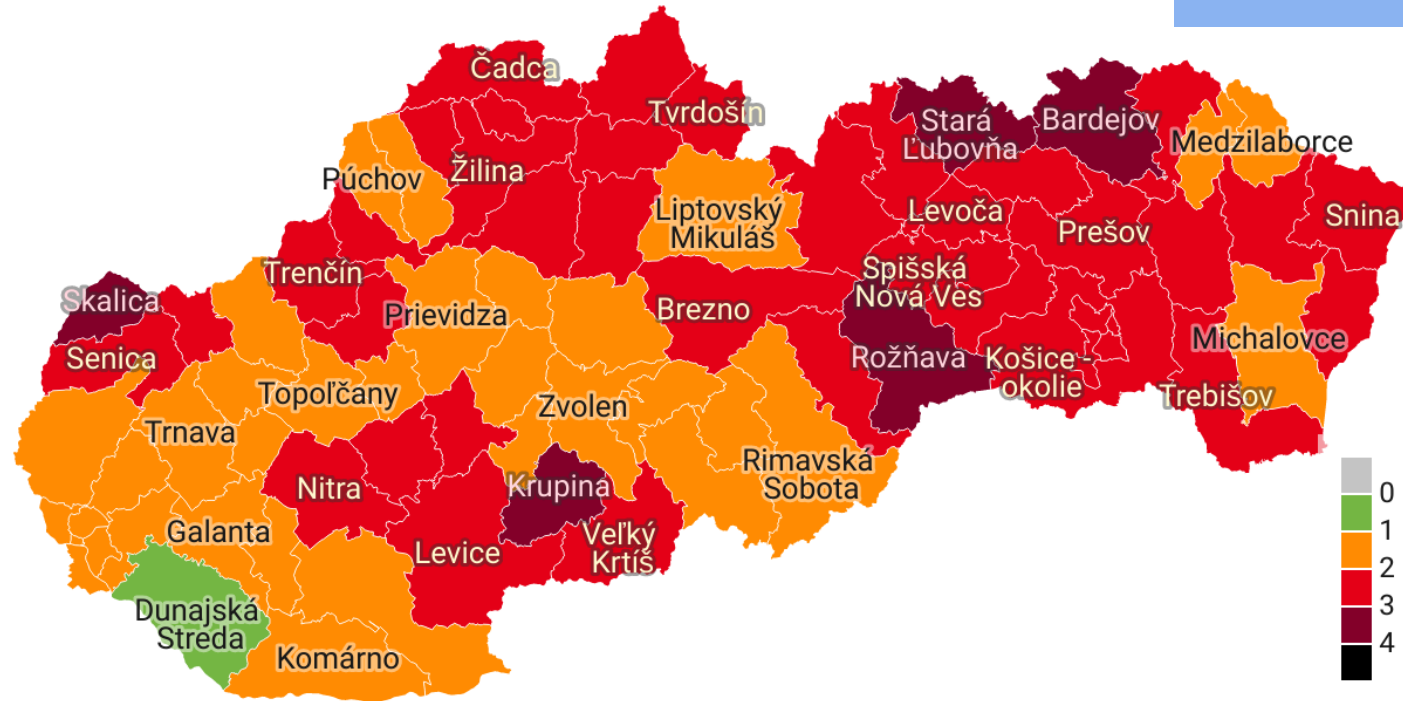 Čadca
Tvrdošín
Stará
Ľubovňa
Bardejov
Medzilaborce
Púchov
Žilina
Liptovský
Mikuláš
Levoča
Prešov
Snina
Trenčín
Spišská
Nová Ves
Skalica
Prievidza
Brezno
Senica
Rožňava
Košice -
okolie
Michalovce
Topoľčany
Zvolen
Trebišov
Trnava
Rimavská
Sobota
Nitra
Krupina
Galanta
Levice
Veľký
Krtíš
Dunajská
Streda
Komárno
0
1
2
3
4